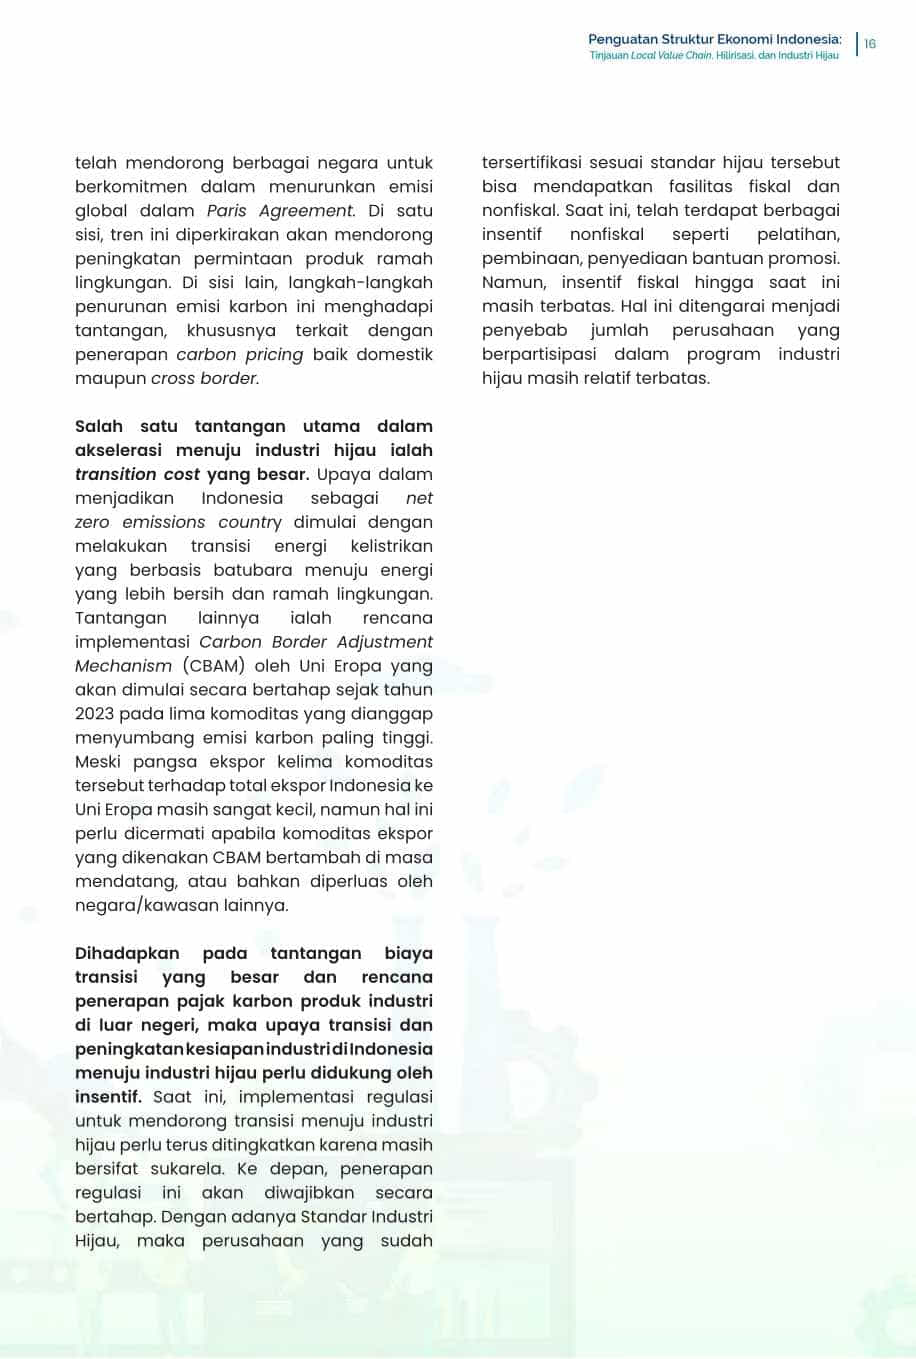 Penguatan Struktur Ekonomi Indonesia:
Tinjauan Local Value Chain, Hilirisasi, dan Industri Hijau
16
telah mendorong berbagai negara untuk
berkomitmen dalam menurunkan emisi
global dalam Paris Agreement. Di satu
sisi, tren ini diperkirakan akan mendorong
peningkatan permintaan produk ramah
lingkungan. Di sisi lain, langkah-langkah
penurunan emisi karbon ini menghadapi
tantangan, khususnya terkait dengan
penerapan carbon pricing baik domestik
maupun cross border.
Salah satu tantangan utama dalam
akselerasi menuju industri hijau ialah
transition cost yang besar. Upaya dalam
menjadikan Indonesia sebagai net
zero emissions country dimulai dengan
melakukan transisi energi kelistrikan
yang berbasis batubara menuju energi
yang lebih bersih dan ramah lingkungan.
Tantangan lainnya ialah rencana
implementasi Carbon Border Adjustment
Mechanism (CBAM) oleh Uni Eropa yang
akan dimulai secara bertahap sejak tahun
2023 pada lima komoditas yang dianggap
menyumbang emisi karbon paling tinggi.
Meski pangsa ekspor kelima komoditas
tersebut terhadap total ekspor Indonesia ke
Uni Eropa masih sangat kecil, namun hal ini
perlu dicermati apabila komoditas ekspor
yang dikenakan CBAM bertambah di masa
mendatang, atau bahkan diperluas oleh
negara/kawasan lainnya.
Dihadapkan pada tantangan biaya
transisi yang besar dan rencana
penerapan pajak karbon produk industri
di luar negeri, maka upaya transisi dan
peningkatan kesiapan industri di Indonesia
menuju industri hijau perlu didukung oleh
insentif. Saat ini, implementasi regulasi
untuk mendorong transisi menuju industri
hijau perlu terus ditingkatkan karena masih
bersifat sukarela. Ke depan, penerapan
regulasi ini akan diwajibkan secara
bertahap. Dengan adanya Standar Industri
Hijau, maka perusahaan yang sudah
tersertifikasi sesuai standar hijau tersebut
bisa mendapatkan fasilitas fiskal dan
nonfiskal. Saat ini, telah terdapat berbagai
insentif nonfiskal seperti pelatihan,
pembinaan, penyediaan bantuan promosi.
Namun, insentif fiskal hingga saat ini
masih terbatas. Hal ini ditengarai menjadi
penyebab jumlah perusahaan yang
berpartisipasi dalam program industri
hijau masih relatif terbatas.